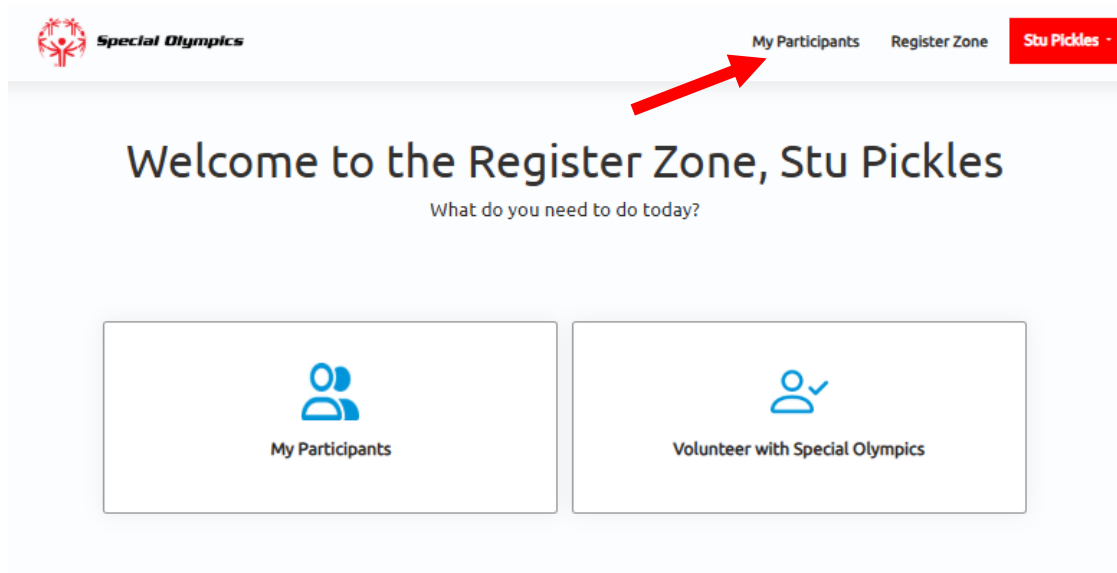 Special Olympics
My Participants
Register Zone
Stu Pickles
Welcome to the Register Zone, Stu Pickles
What do you need to do today?
My Participants
Volunteer with Special Olympics